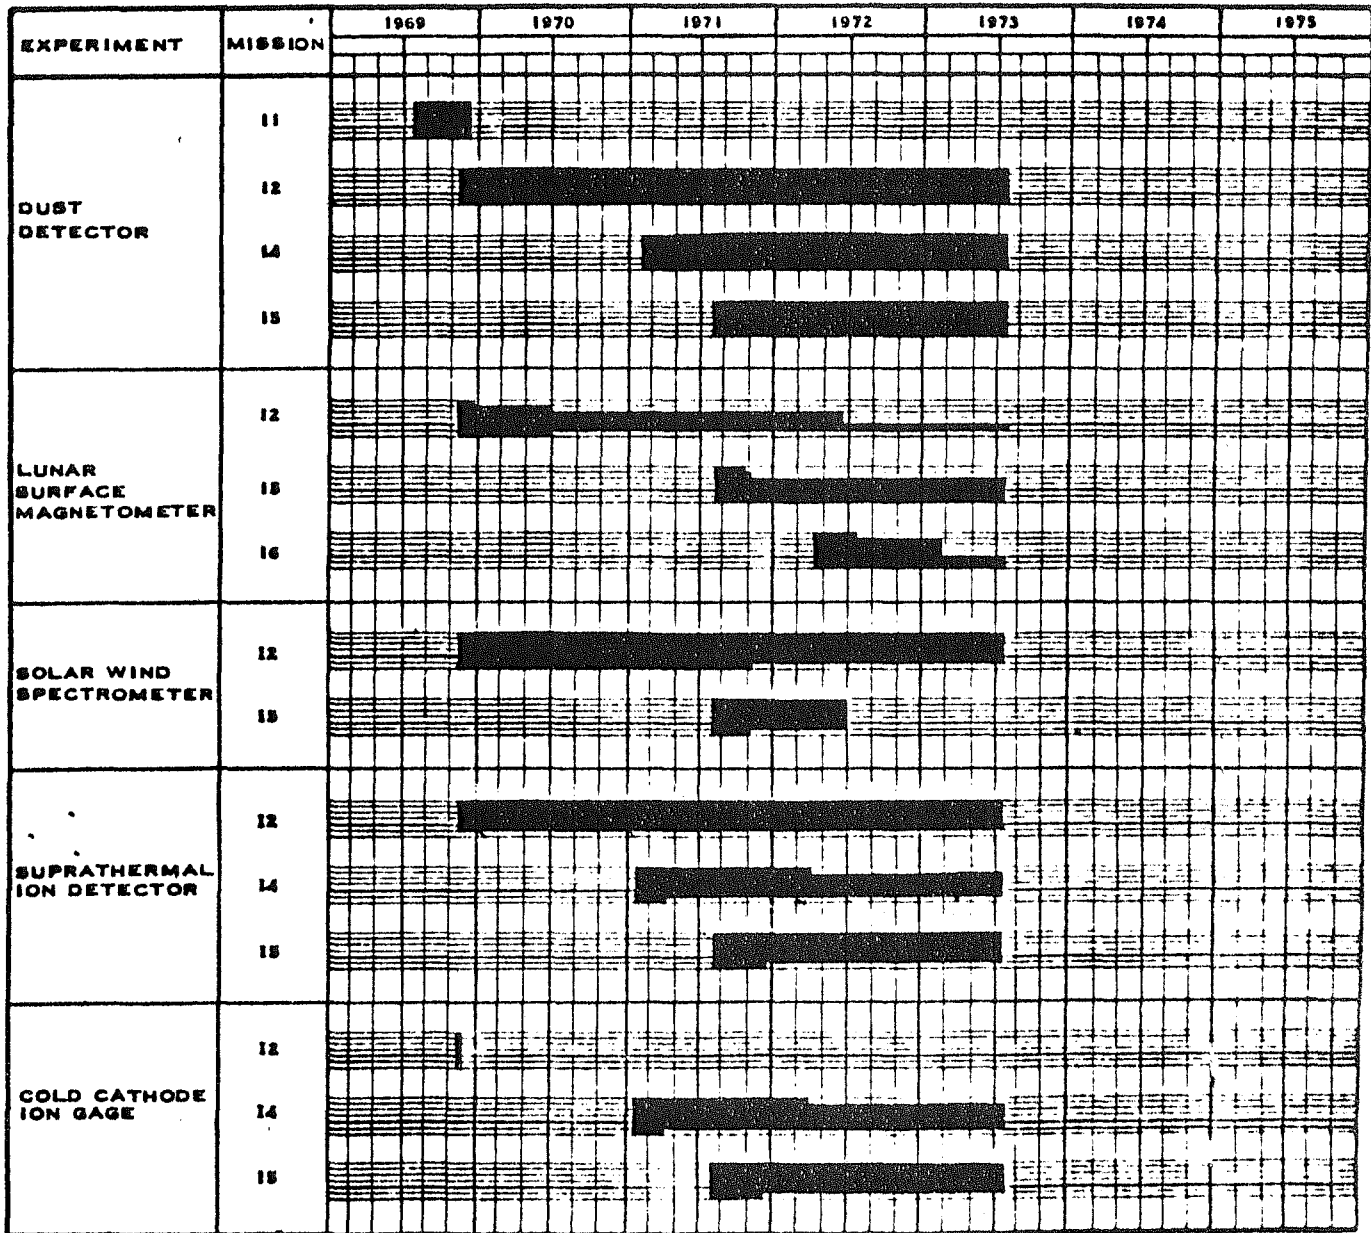 1969 1970 1971 1972 1973 1974 1975
EXPERIMENT MISSION
11
12
DUST
DETECTOR
14
15
12
LUNAR
SURFACE
MAGNETOMETER
15
16
12
SOLAR WIND
SPECTROMETER
15
12
SUPRATHERMAL
ION DETECTOR
14
15
12
COLD CATHODE
ION GAGE
14
15